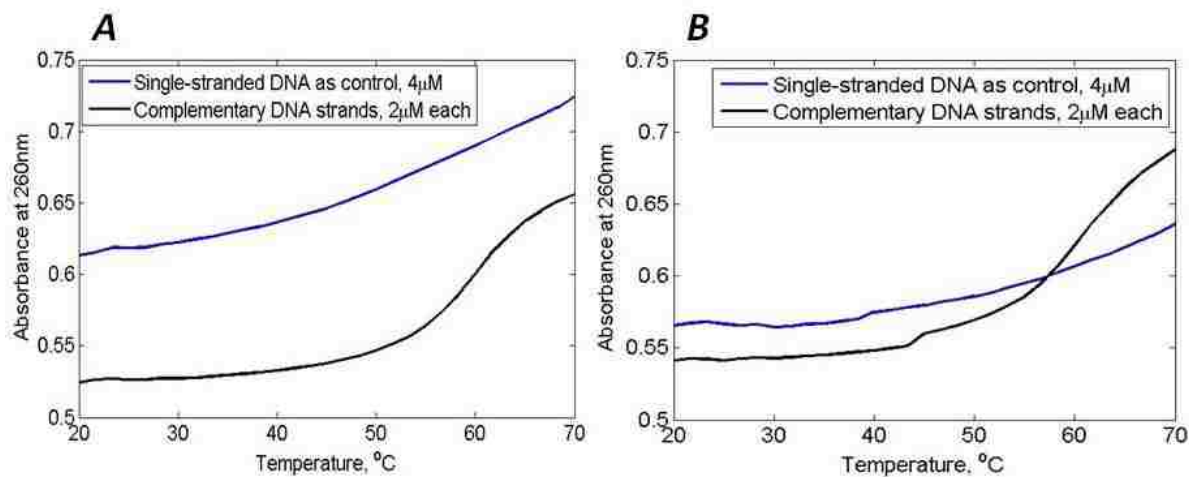 A
B
0.75
Single-stranded DNA as control, 4μM
Complementary DNA strands, 2μM each
0.7
0.65
0.6
0.55
0.5
Absorbance at 260nm
20 30 40 50 60 70
Temperature, °C
0.75
Single-stranded DNA as control, 4μM
Complementary DNA strands, 2μM each
0.7
0.65
0.6
0.55
0.5
Absorbance at 260nm
20 30 40 50 60 70
Temperature, °C